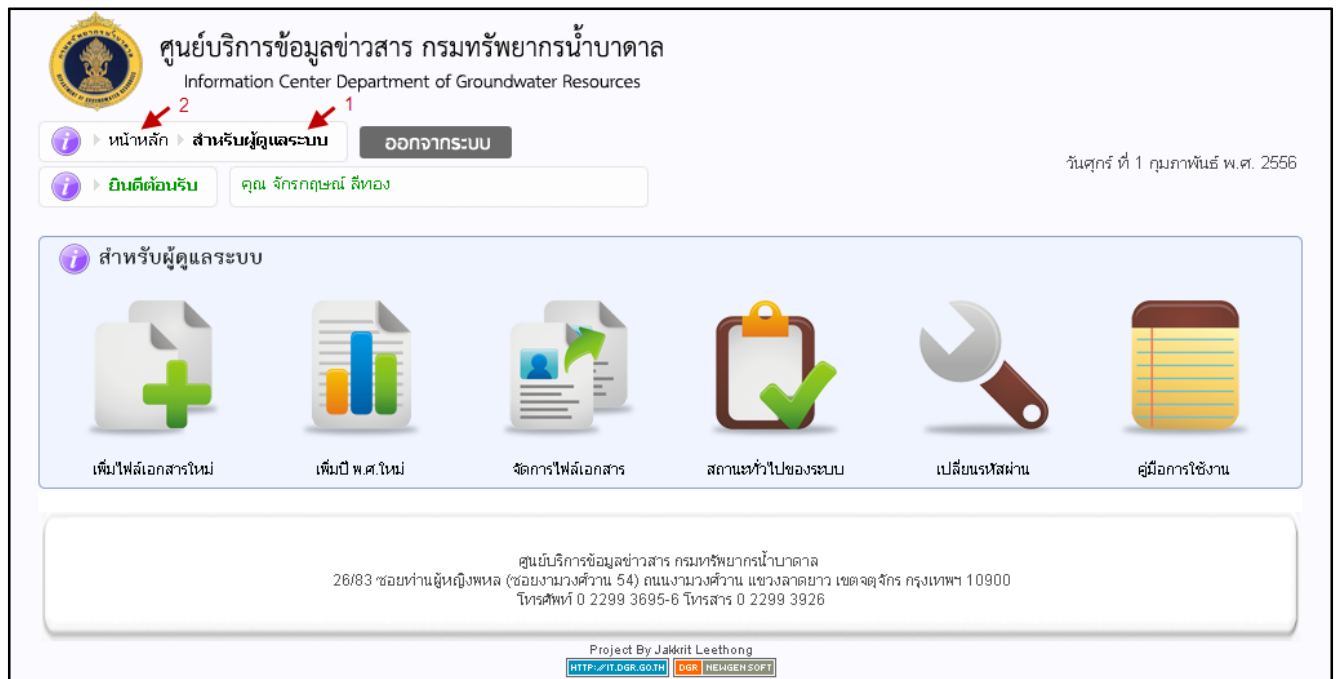 ศูนย์บริการข้อมูลข่าวสาร กรมทรัพยากรน้ำบาดาล
Information Center Department of Groundwater Resources
2
1
หน้าหลัก สำหรับผู้ดูแลระบบ ออกจากระบบ
วันศุกร์ ที่ 1 กุมภาพันธ์ พ.ศ. 2556
ยินดีต้อนรับ คุณ จักรกฤษณ์ ลีทอง
สำหรับผู้ดูแลระบบ
เพิ่มไฟล์เอกสารใหม่
เพิ่มปี พ.ศ.ใหม่
จัดการไฟล์เอกสาร
สถานะทั่วไปของระบบ
เปลี่ยนรหัสผ่าน
คู่มือการใช้งาน
ศูนย์บริการข้อมูลข่าวสาร กรมทรัพยากรน้ำบาดาล
26/83 ซอยท่านผู้หญิงพหล (ซอยงามวงศ์วาน 54) ถนนงามวงศ์วาน แขวงลาดยาว เขตจตุจักร กรุงเทพฯ 10900
โทรศัพท์ 0 2299 3695-6 โทรสาร 0 2299 3926
Project By Jakkrit Leethong
HTTP://IT.DGR.GO.TH DGR NEWGENSOFT